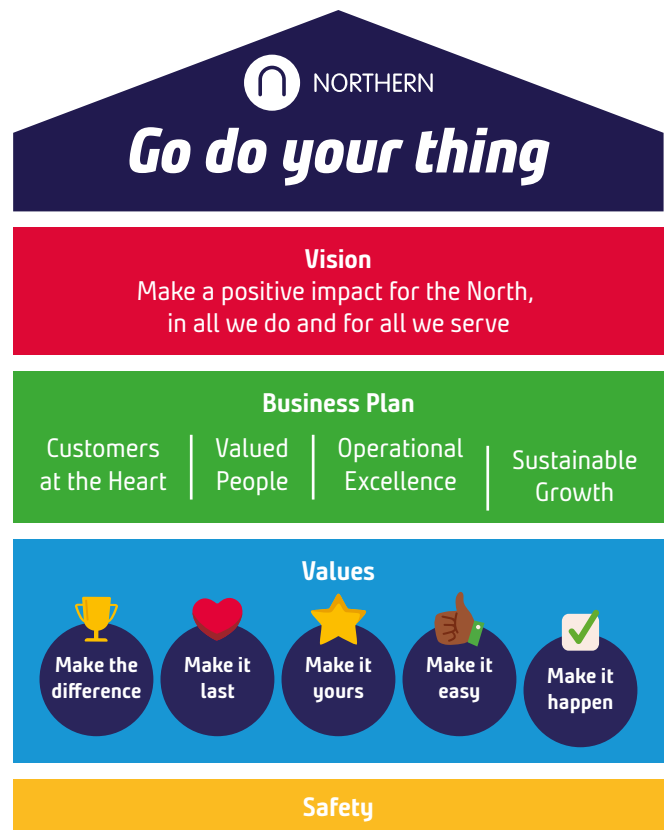 NORTHERN
Go do your thing
Vision
Make a positive impact for the North,
in all we do and for all we serve
Business Plan
Customers
at the Heart
Valued
People
Operational
Excellence
Sustainable
Growth
Values
Make the
difference
Make it
last
Make it
yours
Make it
easy
Make it
happen
Safety